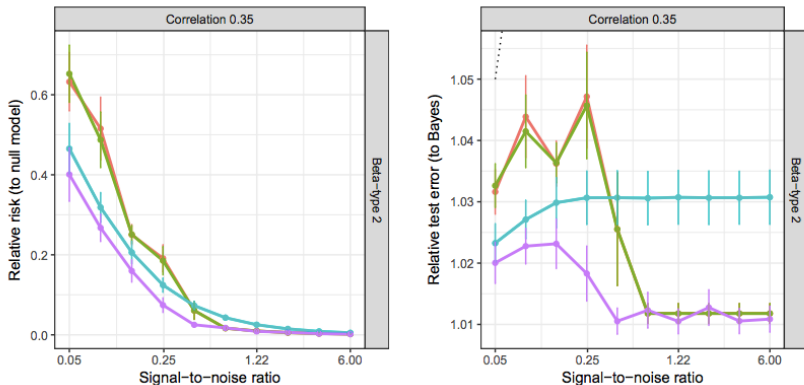 Correlation 0.35
Relative risk (to null model)
0.6
0.4
0.2
0.0
0.05
0.25
1.22
6.00
Signal-to-noise ratio
Beta-type 2
Correlation 0.35
Relative test error (to Bayes)
1.05
1.04
1.03
1.02
1.01
0.05
0.25
1.22
6.00
Signal-to-noise ratio
Beta-type 2